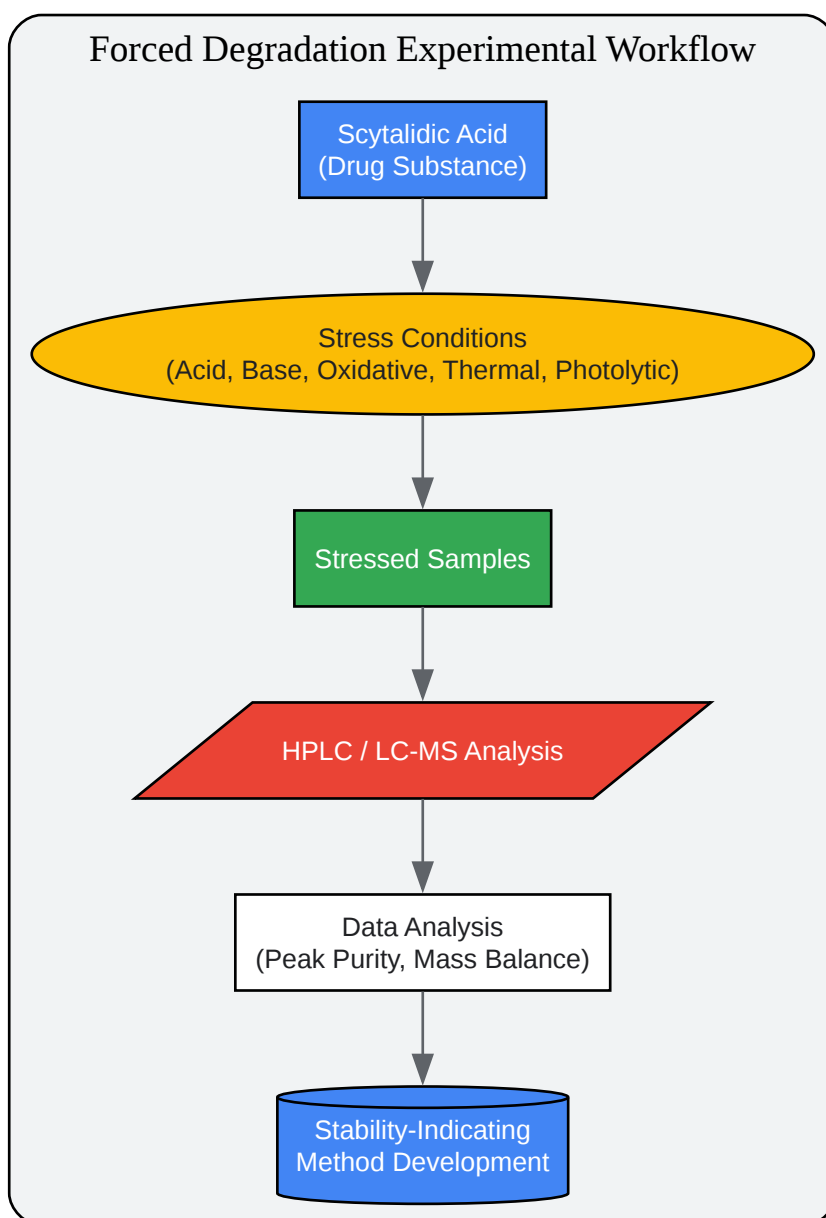 Forced Degradation Experimental Workflow
Scytalidic Acid
(Drug Substance)
Stress Conditions
(Acid, Base, Oxidative, Thermal, Photolytic)
Stressed Samples
HPLC / LC-MS Analysis
Data Analysis
(Peak Purity, Mass Balance)
Stability-Indicating
Method Development